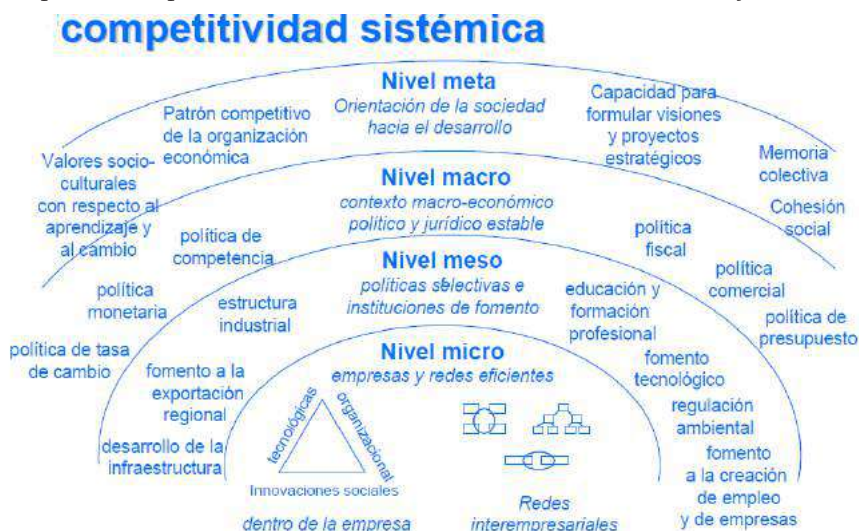 competitividad sistémica
Nivel meta
Orientación de la sociedad
hacia el desarrollo
Patrón competitivo
de la organización
económica
Capacidad para
formular visiones
y proyectos
estratégicos
Valores socio-
culturales
con respecto al
aprendizaje y
al cambio
Memoria
colectiva
Cohesión
social
Nivel macro
contexto macro-económico
político y jurídico estable
política de
competencia
política
fiscal
política
monetaria
política
comercial
política de tasa
de cambio
política de
presupuesto
Nivel meso
políticas selectivas e
instituciones de fomento
estructura
industrial
educación y
formación
profesional
fomento a la
exportación
regional
fomento
tecnológico
desarrollo de la
infraestructura
regulación
ambiental
fomento
a la creación
de empleo
y de empresas
Nivel micro
empresas y redes eficientes
tecnológicas
organizacional
Innovaciones sociales
dentro de la empresa
Redes
interempresariales